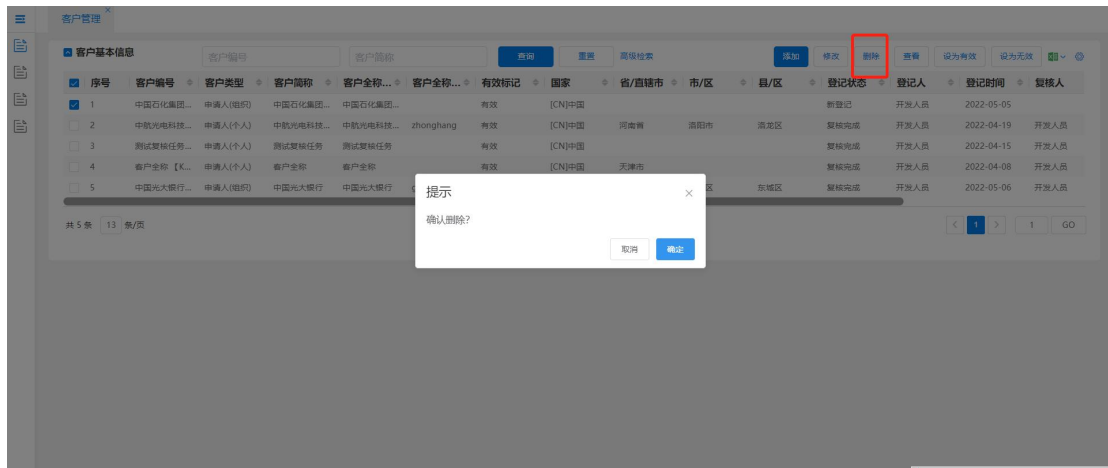 客户管理 ×
客户基本信息 客户编号 客户简称 查询 重置 高级检索 添加 修改 删除 查看 设为有效 设为无效
序号 客户编号 客户类型 客户简称 客户全称... 客户全称... 有效标记 国家 省/直辖市 市/区 县/区 登记状态 登记人 登记时间 复核人
1 中国石化集团... 申请人(组织) 中国石化集团... 中国石化集团... 有效 [CN]中国 新登记 开发人员 2022-05-05
2 中航光电科技... 申请人(个人) 中航光电科技... 中航光电科技... zhonghang 有效 [CN]中国 河南省 洛阳市 洛龙区 复核完成 开发人员 2022-04-19 开发人员
3 测试复核任务... 申请人(个人) 测试复核任务 测试复核任务 有效 [CN]中国 复核完成 开发人员 2022-04-15 开发人员
4 客户全称【K... 申请人(个人) 客户全称 客户全称 有效 [CN]中国 天津市 复核完成 开发人员 2022-04-08 开发人员
5 中国光大银行... 申请人(组织) 中国光大银行 中国光大银行 区 东城区 复核完成 开发人员 2022-05-06 开发人员
提示 ×
确认删除?
取消 确定
共 5 条 13 条/页 < 1 > 1 GO